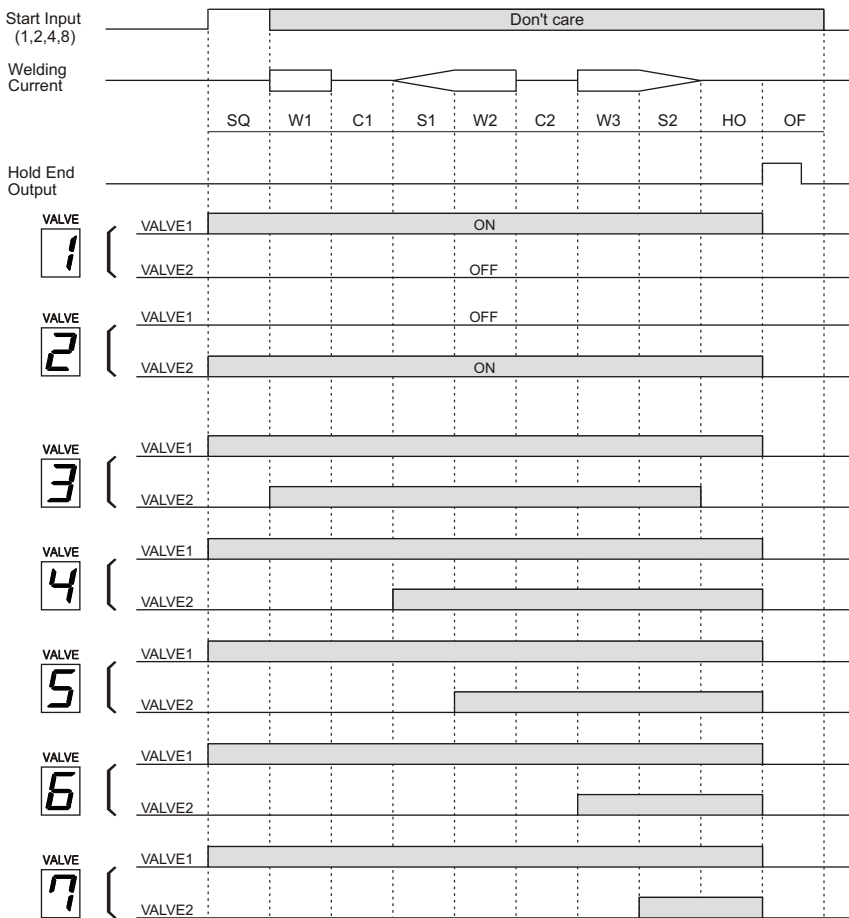 Start Input
(1,2,4,8)
Don't care
Welding
Current
SQ W1 C1 S1 W2 C2 W3 S2 HO OF
Hold End
Output
VALVE
1
VALVE1
ON
VALVE2
OFF
VALVE
2
VALVE1
OFF
VALVE2
ON
VALVE
3
VALVE1
VALVE2
VALVE
4
VALVE1
VALVE2
VALVE
5
VALVE1
VALVE2
VALVE
6
VALVE1
VALVE2
VALVE
7
VALVE1
VALVE2